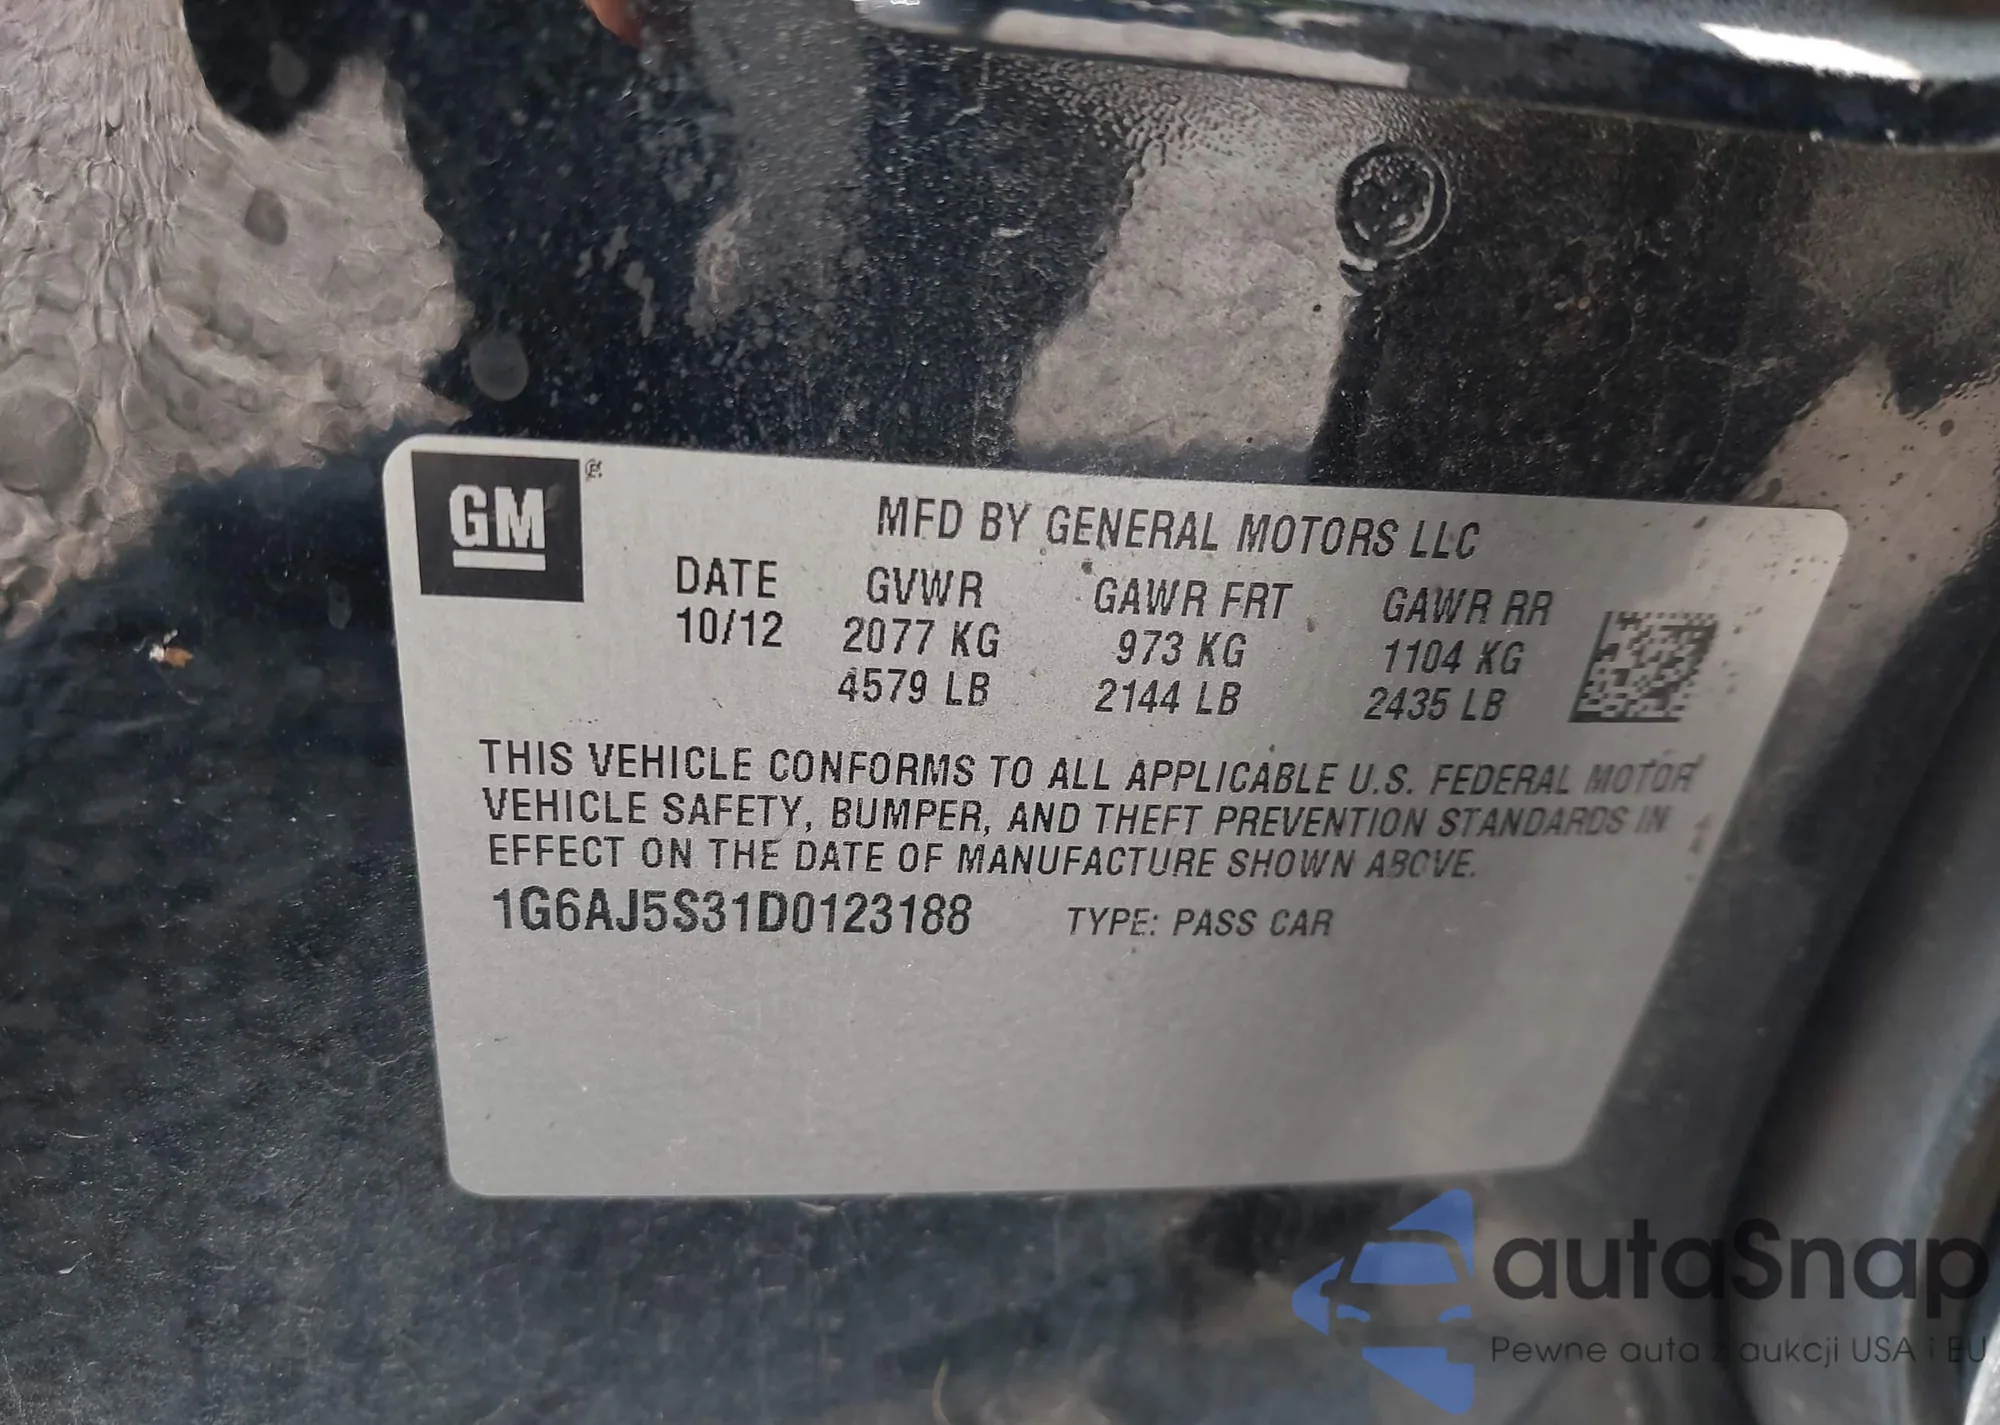 GM
MFD BY GENERAL MOTORS LLC
DATE GVWR GAWR FRT GAWR RR
10/12 2077 KG 973 KG 1104 KG
4579 LB 2144 LB 2435 LB
THIS VEHICLE CONFORMS TO ALL APPLICABLE U.S. FEDERAL MOTOR
VEHICLE SAFETY, BUMPER, AND THEFT PREVENTION STANDARDS IN
EFFECT ON THE DATE OF MANUFACTURE SHOWN ABOVE.
1G6AJ5S31D0123188 TYPE: PASS CAR
autoSnap
Pewne auto z aukcji USA i EU